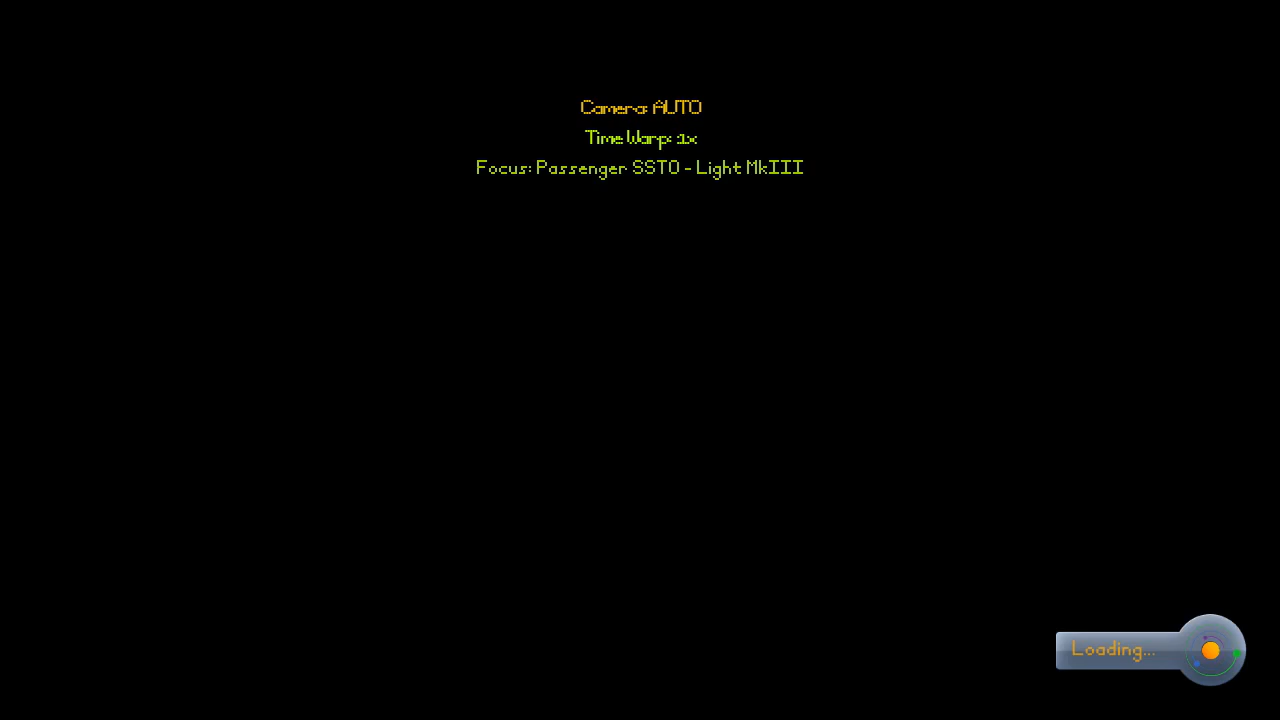 Camera: AUTO
Time Warp: 1x
Focus: Passenger SSTO - Light MkIII
Loading...